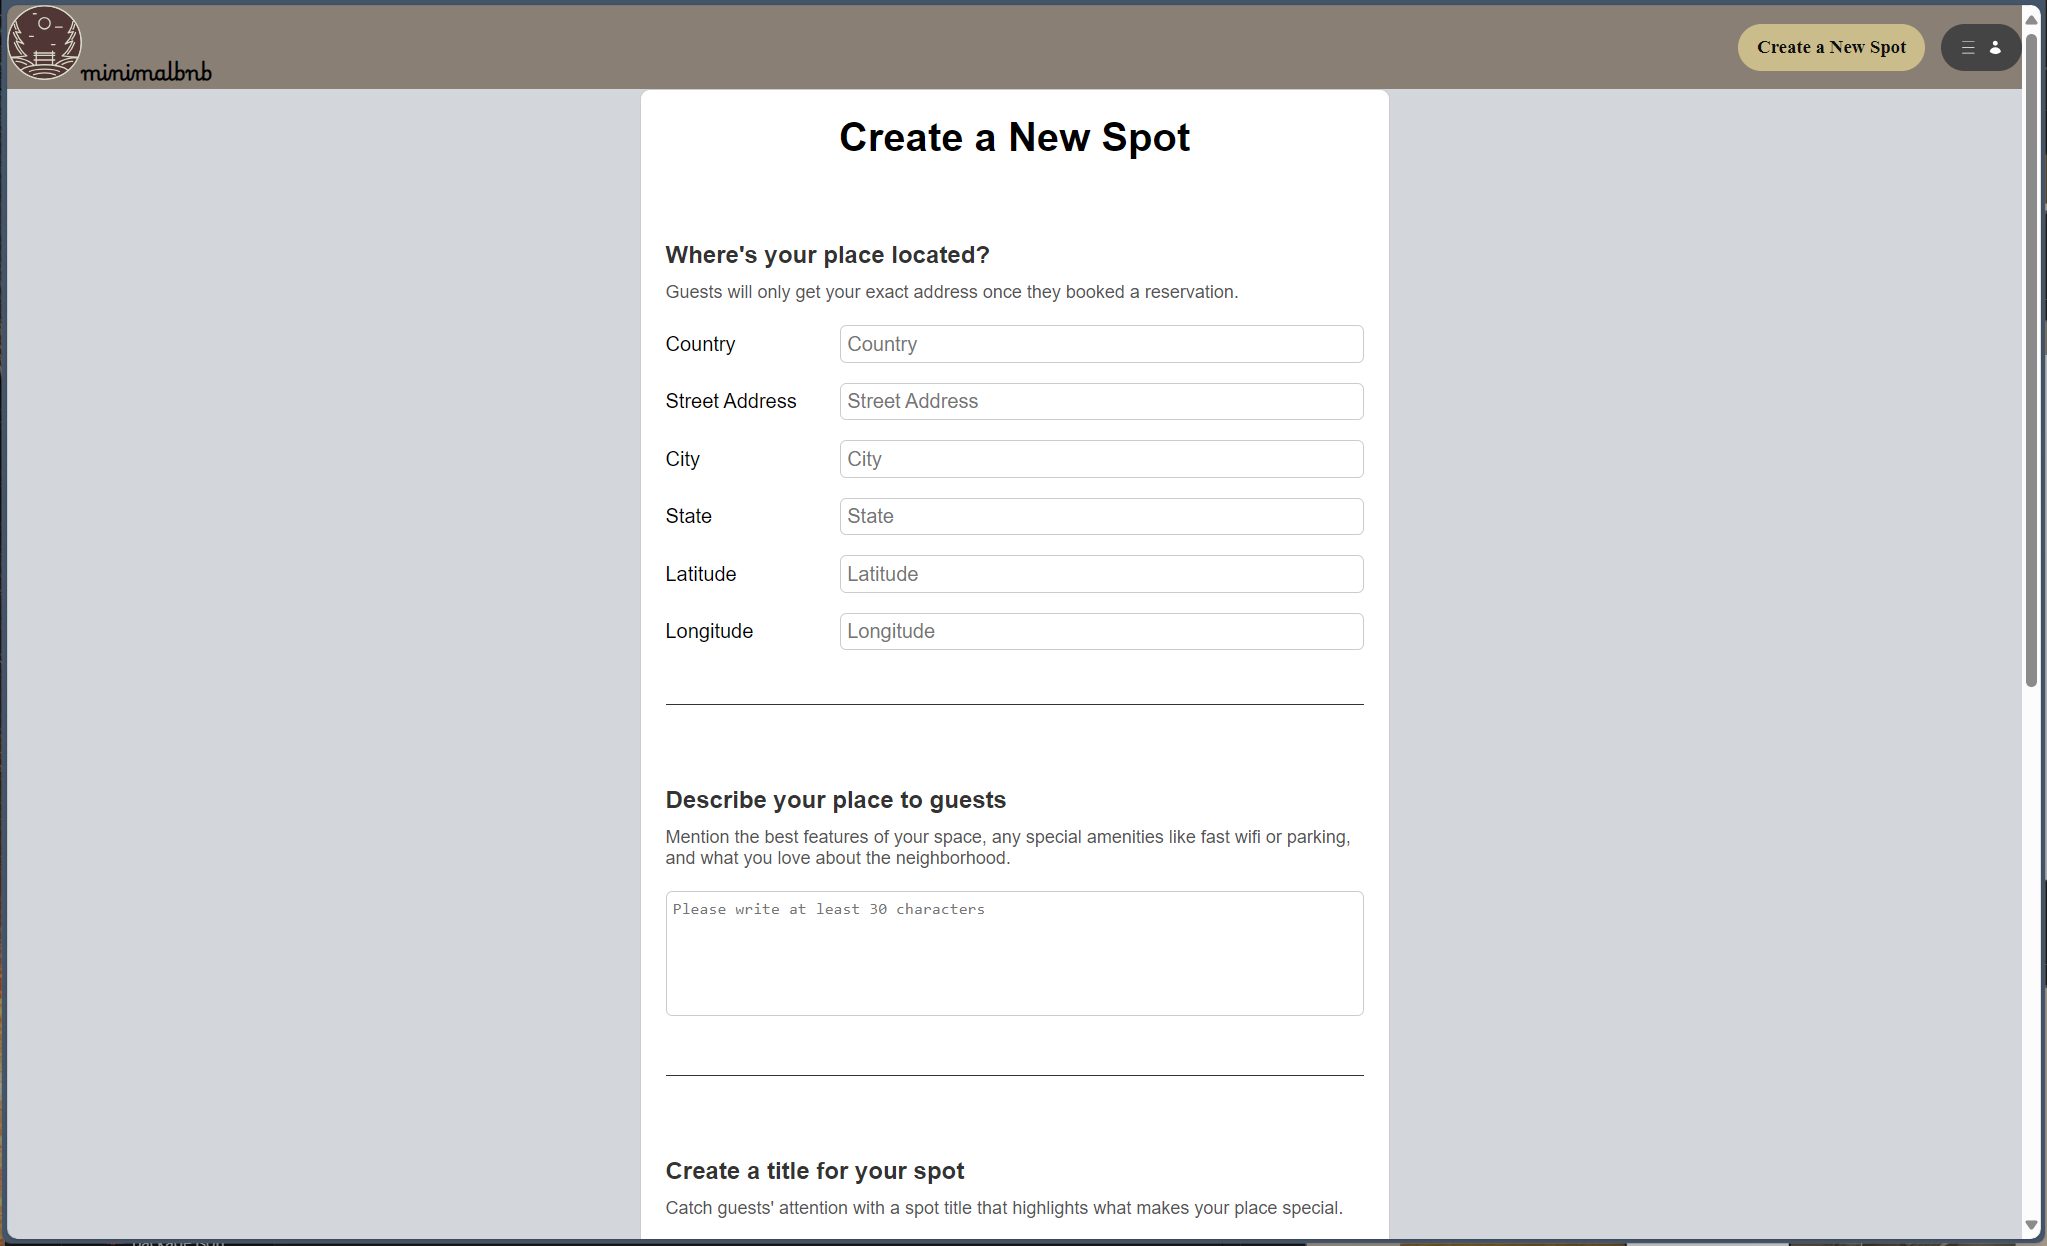 minimalbnb
Create a New Spot
Create a New Spot
Where's your place located?
Guests will only get your exact address once they booked a reservation.
Country
Country
Street Address
Street Address
City
City
State
State
Latitude
Latitude
Longitude
Longitude
Describe your place to guests
Mention the best features of your space, any special amenities like fast wifi or parking,
and what you love about the neighborhood.
Please write at least 30 characters
Create a title for your spot
Catch guests' attention with a spot title that highlights what makes your place special.